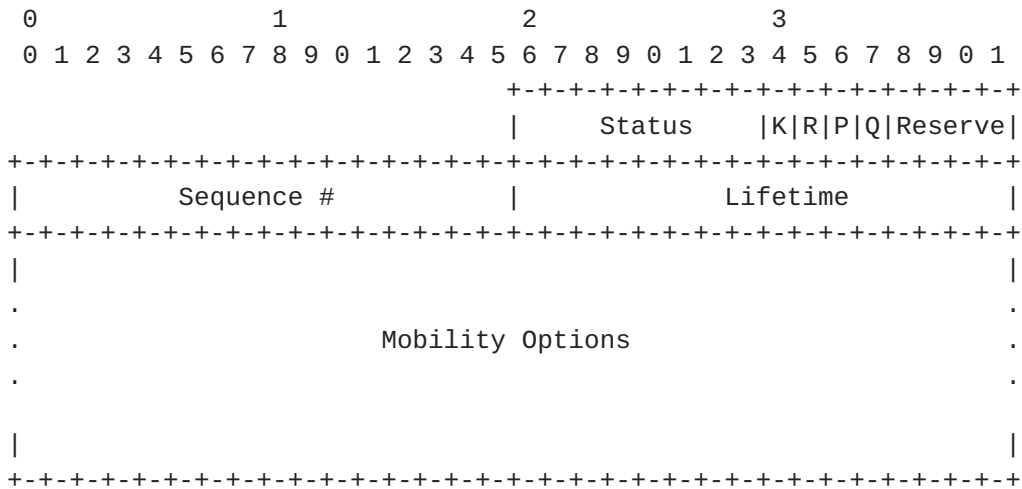 0                   1                   2                   3
 0 1 2 3 4 5 6 7 8 9 0 1 2 3 4 5 6 7 8 9 0 1 2 3 4 5 6 7 8 9 0 1
                                +-+-+-+-+-+-+-+-+-+-+-+-+-+-+-+-+
                                |     Status    |K|R|P|Q|Reserve|
+-+-+-+-+-+-+-+-+-+-+-+-+-+-+-+-+-+-+-+-+-+-+-+-+-+-+-+-+-+-+-+-+
|          Sequence #           |             Lifetime          |
+-+-+-+-+-+-+-+-+-+-+-+-+-+-+-+-+-+-+-+-+-+-+-+-+-+-+-+-+-+-+-+-+
|                                                               |
.                                                               .
.                       Mobility Options                        .
.                                                               .

|                                                               |
+-+-+-+-+-+-+-+-+-+-+-+-+-+-+-+-+-+-+-+-+-+-+-+-+-+-+-+-+-+-+-+-+